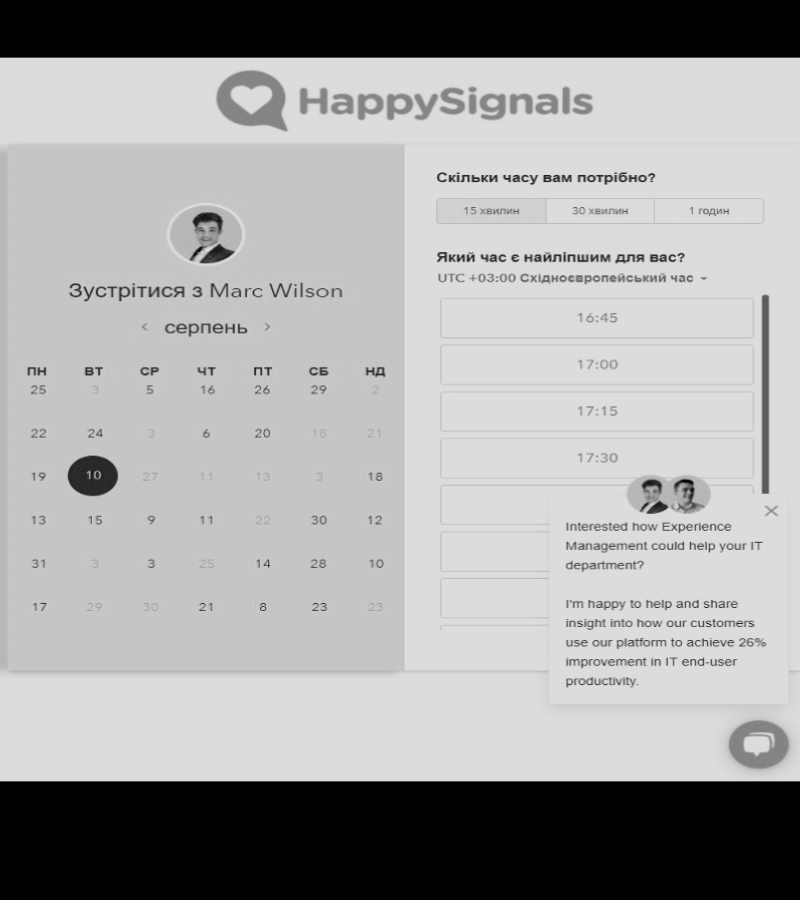 HappySignals
Зустрітися з Marc Wilson
‹ серпень ›
ПН ВТ СР ЧТ ПТ СБ НД
25 3 5 16 26 29 2
22 24 3 6 20 18 21
19 10 27 11 13 3 18
13 15 9 11 22 30 12
31 3 3 25 14 28 10
17 29 30 21 8 23 23
Скільки часу вам потрібно?
15 хвилин 30 хвилин 1 годин
Який час є найліпшим для вас?
UTC +03:00 Східноєвропейський час
16:45
17:00
17:15
17:30
Interested how Experience
Management could help your IT
department?
I'm happy to help and share
insight into how our customers
use our platform to achieve 26%
improvement in IT end-user
productivity.